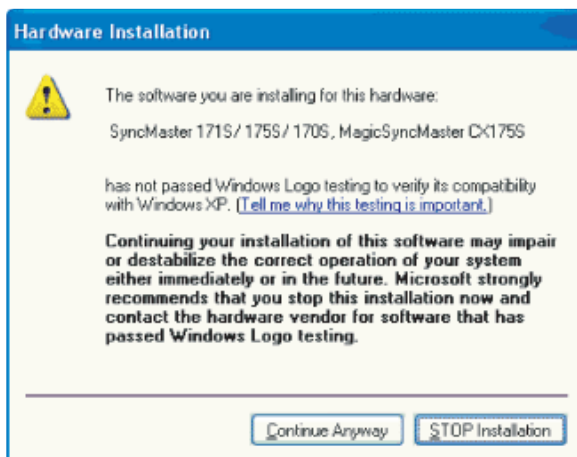 Hardware Installation
The software you are installing for this hardware:
SyncMaster 171S/ 175S/ 170S, MagicSyncMaster CX175S
has not passed Windows Logo testing to verify its compatibility
with Windows XP. (Tell me why this testing is important.)
Continuing your installation of this software may impair
or destabilize the correct operation of your system
either immediately or in the future. Microsoft strongly
recommends that you stop this installation now and
contact the hardware vendor for software that has
passed Windows Logo testing.
Continue Anyway
STOP Installation